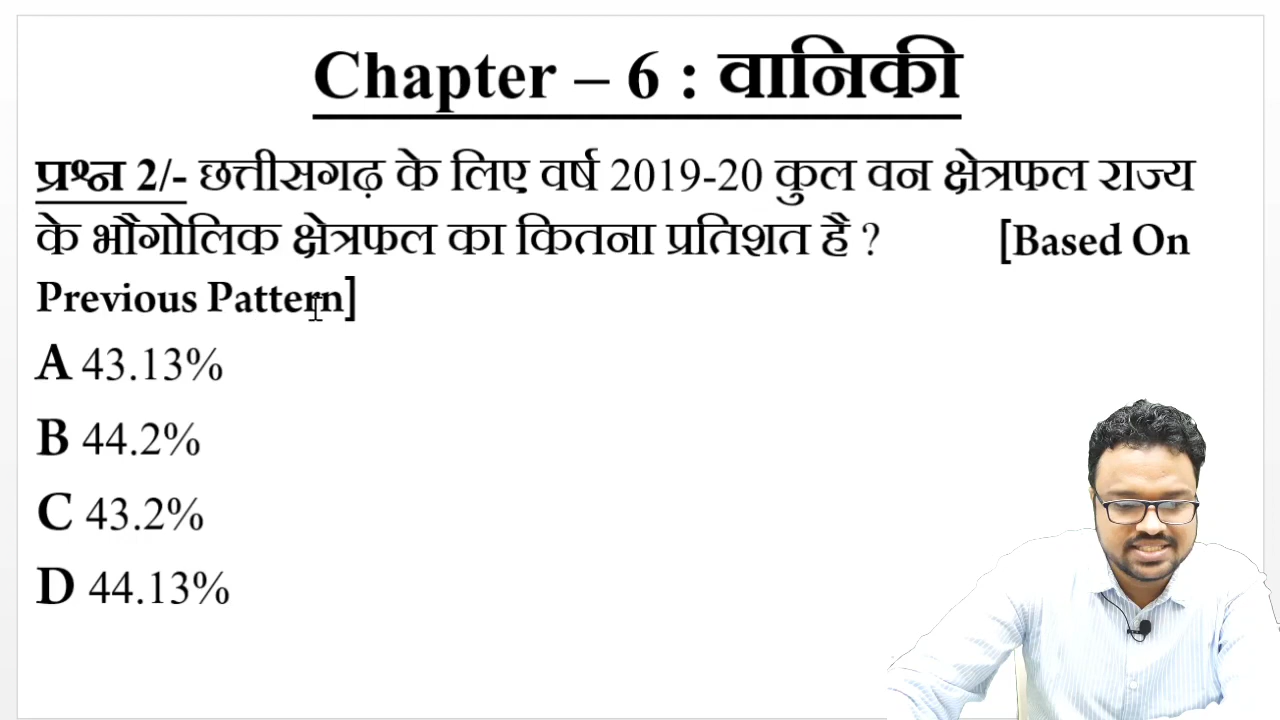 Chapter – 6 : वानिकी
प्रश्न 2/- छत्तीसगढ़ के लिए वर्ष 2019-20 कुल वन क्षेत्रफल राज्य
के भौगोलिक क्षेत्रफल का कितना प्रतिशत है ? [Based On
Previous Pattern]
A 43.13%
B 44.2%
C 43.2%
D 44.13%